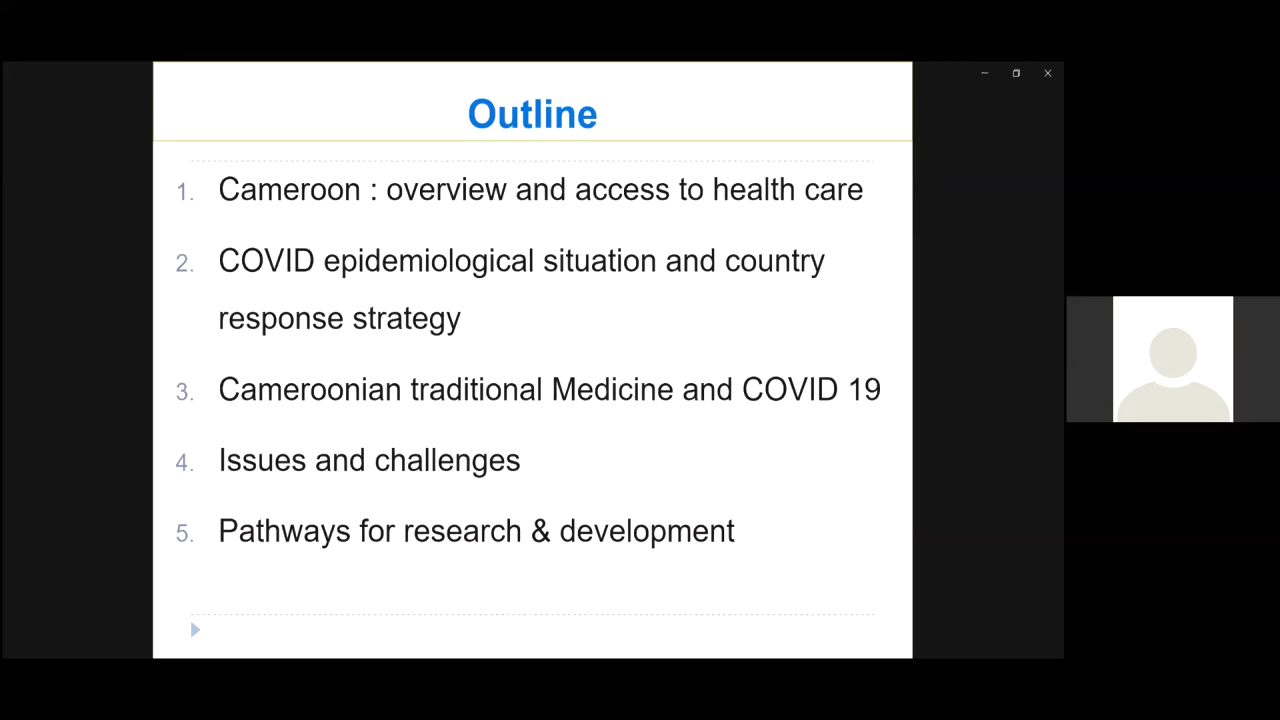 Outline
1. Cameroon : overview and access to health care
2. COVID epidemiological situation and country
response strategy
3. Cameroonian traditional Medicine and COVID 19
4. Issues and challenges
5. Pathways for research & development